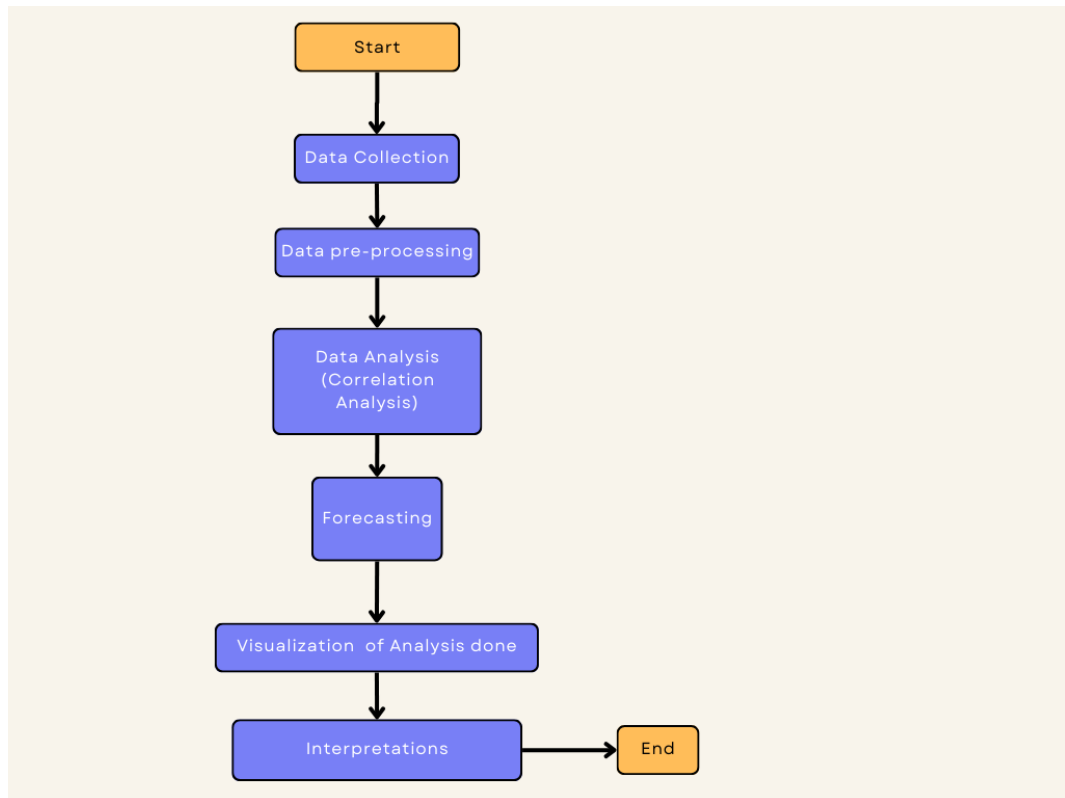 Start
Data Collection
Data pre-processing
Data Analysis
(Correlation
Analysis)
Forecasting
Visualization of Analysis done
Interpretations
End